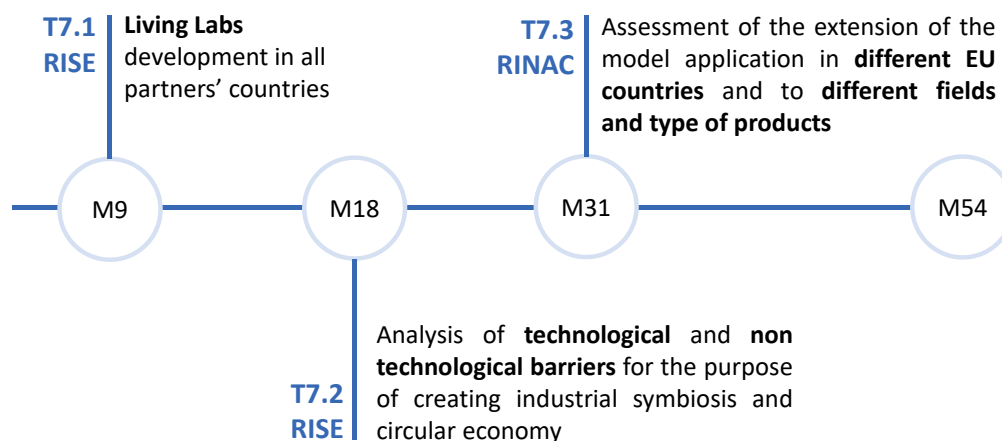 T7.1
RISE
Living Labs
development in all
partners’ countries
T7.3
RINAC
Assessment of the extension of the
model application in different EU
countries and to different fields
and type of products
M9
M18
M31
M54
T7.2
RISE
Analysis of technological and non
technological barriers for the purpose
of creating industrial symbiosis and
circular economy